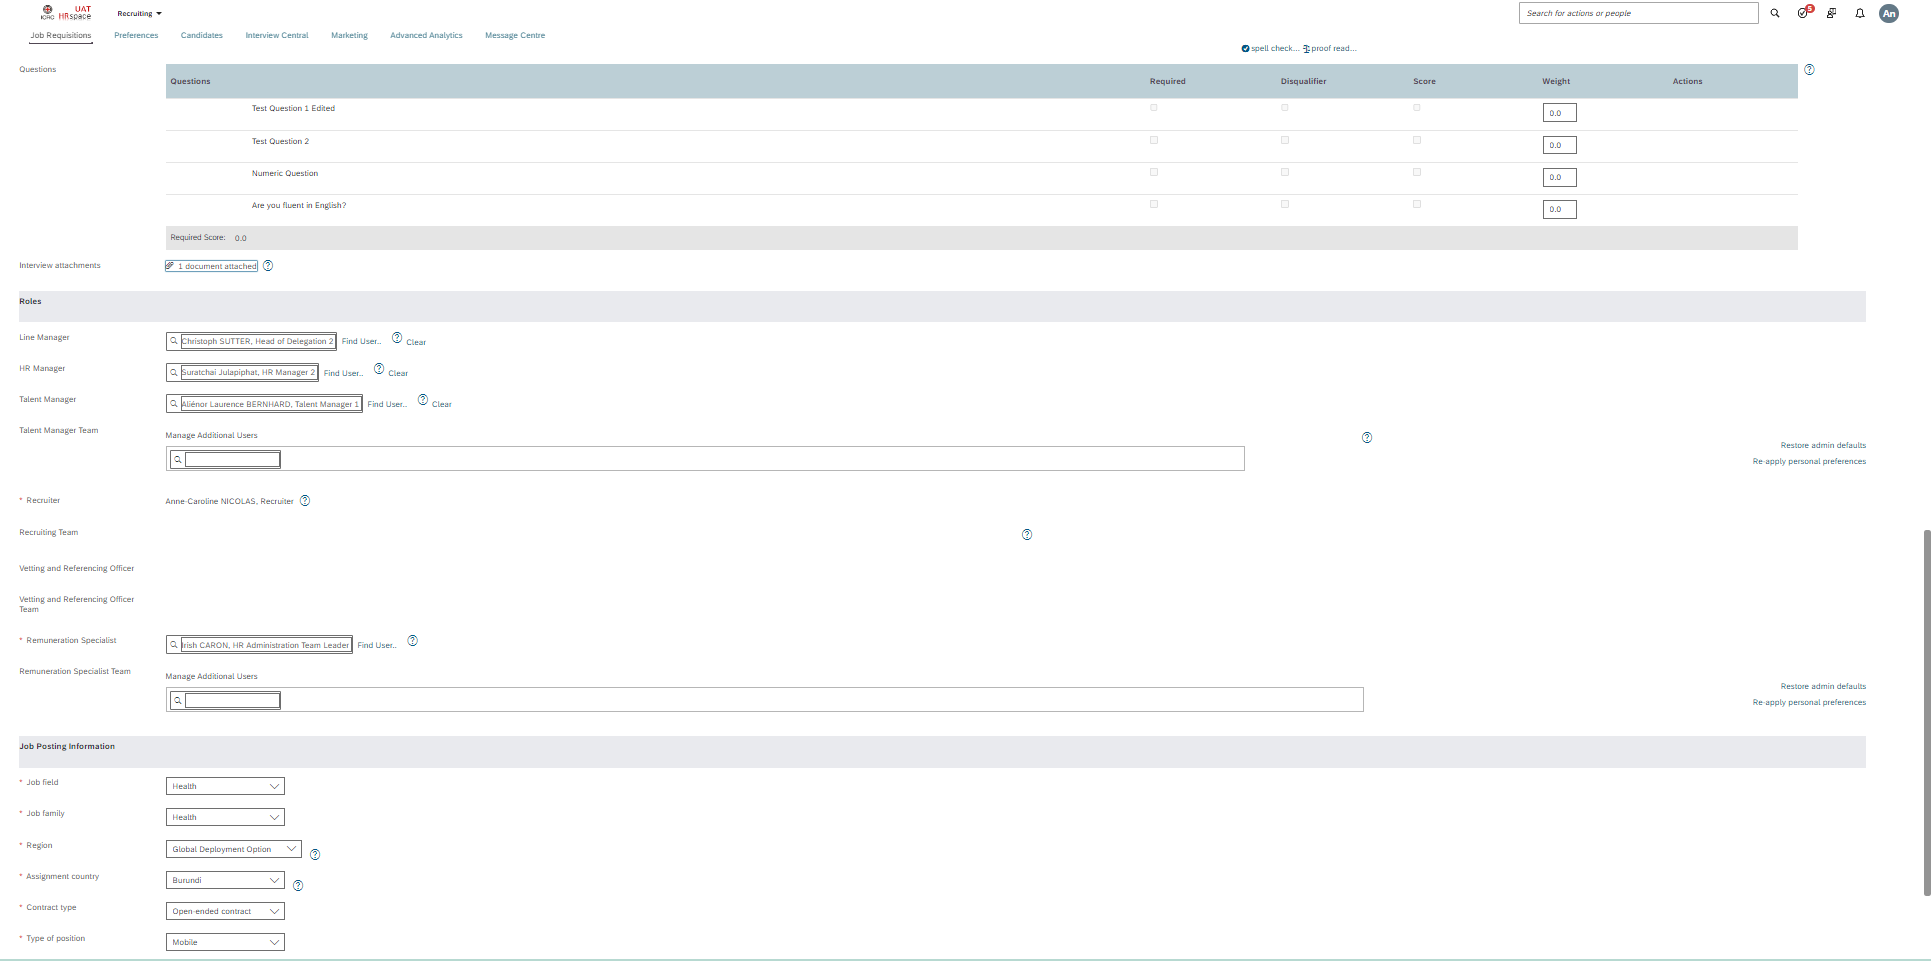 UAT
ICRC HRspace
Recruiting
Search for actions or people
5
An
Job Requisitions Preferences Candidates Interview Central Marketing Advanced Analytics Message Centre
spell check... proof read...
Questions
Questions Required Disqualifier Score Weight Actions
Test Question 1 Edited 0.0
Test Question 2 0.0
Numeric Question 0.0
Are you fluent in English? 0.0
Required Score: 0.0
Interview attachments 1 document attached
Roles
Line Manager Christoph SUTTER, Head of Delegation 2 Find User.. Clear
HR Manager Suratchai Julapiphat, HR Manager 2 Find User.. Clear
Talent Manager Aliénor Laurence BERNHARD, Talent Manager 1 Find User.. Clear
Talent Manager Team Manage Additional Users
Restore admin defaults
Re-apply personal preferences
* Recruiter Anne-Caroline NICOLAS, Recruiter
Recruiting Team
Vetting and Referencing Officer
Vetting and Referencing Officer
Team
* Remuneration Specialist Irish CARON, HR Administration Team Leader Find User..
Remuneration Specialist Team Manage Additional Users
Restore admin defaults
Re-apply personal preferences
Job Posting Information
* Job field Health
* Job family Health
* Region Global Deployment Option
* Assignment country Burundi
* Contract type Open-ended contract
* Type of position Mobile